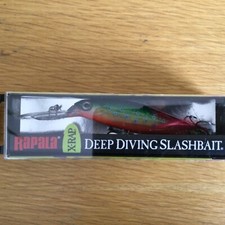 Rapala
X-RAP
DEEP DIVING SLASHBAIT.